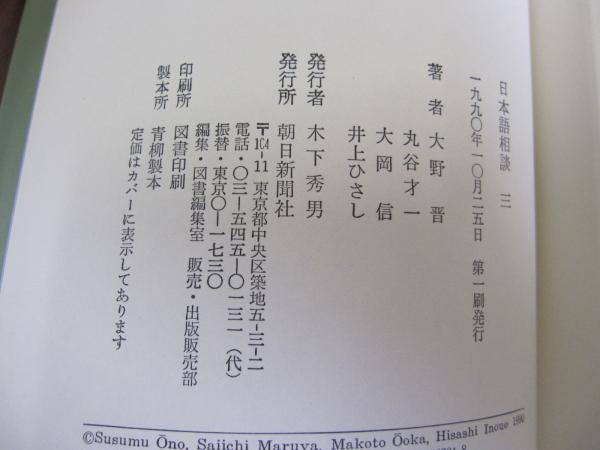 日本語相談 三
一九九〇年一〇月二五日 第一刷発行
著者 大野晋
丸谷才一
大岡信
井上ひさし
発行者 木下秀男
発行所 朝日新聞社
〒104-11 東京都中央区築地五-三-二
電話・〇三-五四五-〇一三一(代)
振替・東京〇-一七三〇
編集・図書編集室 販売・出版販売部
印刷所 図書印刷
製本所 青柳製本
定価はカバーに表示してあります
©Susumu Ōno, Saiichi Maruya, Makoto Ōoka, Hisashi Inoue 1990